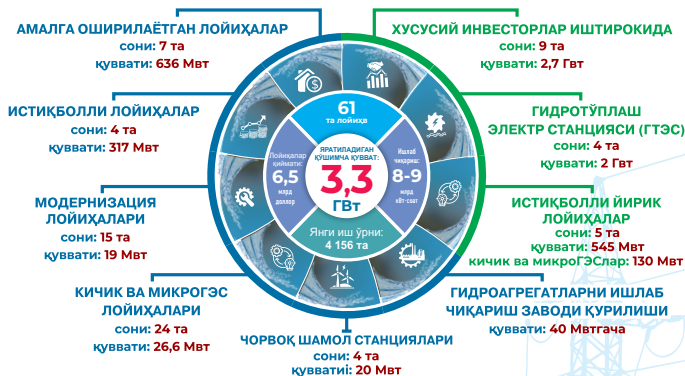 АМАЛГА ОШИРИЛАЁТГАН ЛОЙИҲАЛАР
сони: 7 та
қуввати: 636 Мвт
ИСТИҚБОЛЛИ ЛОЙИҲАЛАР
сони: 4 та
қуввати: 317 Мвт
МОДЕРНИЗАЦИЯ
ЛОЙИҲАЛАРИ
сони: 15 та
қуввати: 19 Мвт
КИЧИК ВА МИКРОГЭС
ЛОЙИҲАЛАРИ
сони: 24 та
қуввати: 26,6 Мвт
ЧОРВОҚ ШАМОЛ СТАНЦИЯЛАРИ
сони: 4 та
қувватиi: 20 Мвт
61
та лойиҳа
Лойиҳалар
қиймати:
6,5
млрд
доллор
ЯРАТИЛАДИГАН
ҚЎШИМЧА ҚУВВАТ:
3,3
ГВт
Ишлаб
чиқариш:
8-9
млрд
кВт-соат
Янги иш ўрни:
4 156 та
ХУСУСИЙ ИНВЕСТОРЛАР ИШТИРОКИДА
сони: 9 та
қуввати: 2,7 Гвт
ГИДРОТЎПЛАШ
ЭЛЕКТР СТАНЦИЯСИ (ГТЭС)
сони: 4 та
қуввати: 2 Гвт
ИСТИҚБОЛЛИ ЙИРИК
ЛОЙИҲАЛАР
сони: 5 та
қуввати: 545 Мвт
кичик ва микроГЭСлар: 130 Мвт
ГИДРОАГРЕГАТЛАРНИ ИШЛАБ
ЧИҚАРИШ ЗАВОДИ ҚУРИЛИШИ
қуввати: 40 Мвтгача